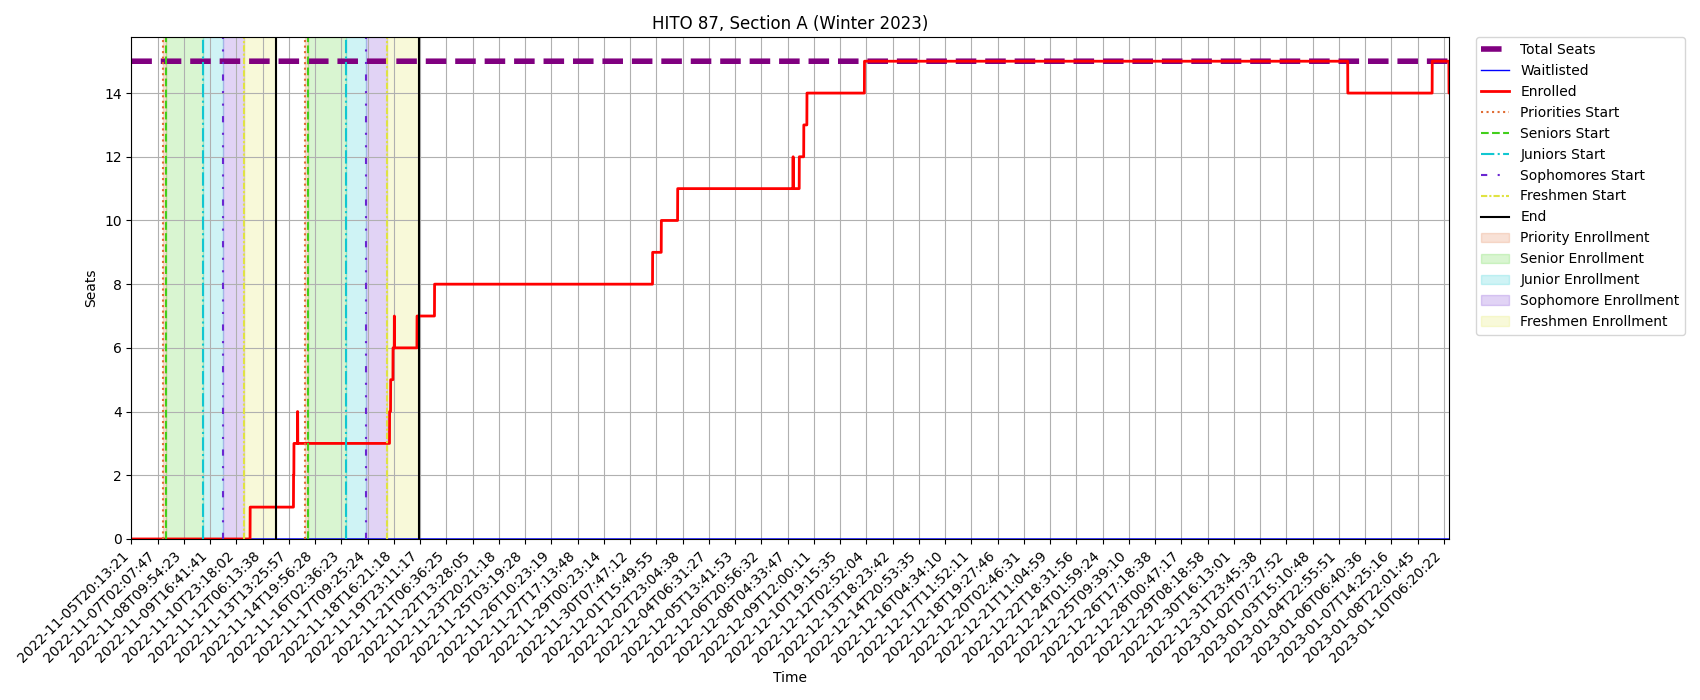 HITO 87, Section A (Winter 2023)
Seats
14
12
10
8
6
4
2
0
2022-11-05T20:13:21
2022-11-07T02:07:47
2022-11-08T09:54:23
2022-11-09T16:41:41
2022-11-10T23:18:02
2022-11-12T06:13:38
2022-11-13T13:25:57
2022-11-14T19:56:28
2022-11-16T02:36:23
2022-11-17T09:25:24
2022-11-18T16:21:18
2022-11-19T23:11:17
2022-11-21T06:36:25
2022-11-22T13:28:05
2022-11-23T20:21:18
2022-11-25T03:19:28
2022-11-26T10:23:19
2022-11-27T17:13:48
2022-11-29T00:23:14
2022-11-30T07:47:12
2022-12-01T15:49:55
2022-12-02T23:04:38
2022-12-04T06:31:27
2022-12-05T13:41:53
2022-12-06T20:56:32
2022-12-08T04:33:47
2022-12-09T12:00:11
2022-12-10T19:15:35
2022-12-12T02:52:04
2022-12-13T18:23:42
2022-12-14T20:53:35
2022-12-16T04:34:10
2022-12-17T11:52:11
2022-12-18T19:27:46
2022-12-20T02:46:31
2022-12-21T11:04:59
2022-12-22T18:31:56
2022-12-24T01:59:24
2022-12-25T09:39:10
2022-12-26T17:18:38
2022-12-28T00:47:17
2022-12-29T08:18:58
2022-12-30T16:13:01
2022-12-31T23:45:38
2023-01-02T07:27:52
2023-01-03T15:10:48
2023-01-04T22:55:51
2023-01-06T06:40:36
2023-01-07T14:25:16
2023-01-08T22:01:45
2023-01-10T06:20:22
Time
Total Seats
Waitlisted
Enrolled
Priorities Start
Seniors Start
Juniors Start
Sophomores Start
Freshmen Start
End
Priority Enrollment
Senior Enrollment
Junior Enrollment
Sophomore Enrollment
Freshmen Enrollment